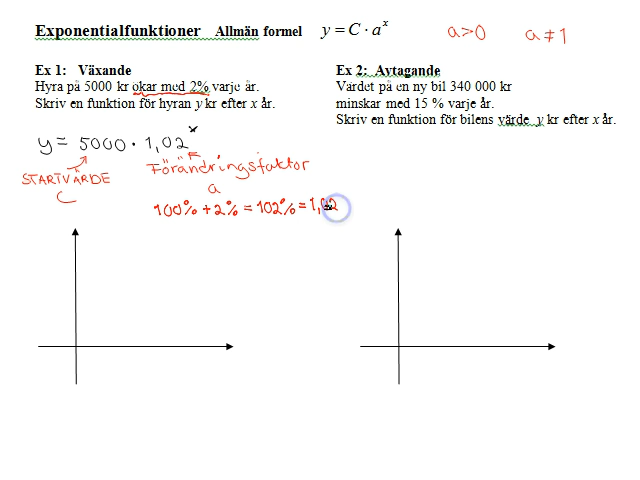 Exponentialfunktioner Allmän formel y = C · a^x a>0 a≠1
Ex 1: Växande
Hyra på 5000 kr ökar med 2% varje år.
Skriv en funktion för hyran y kr efter x år.
y = 5000 · 1,02^x
STARTVÄRDE
C
Förändringsfaktor
a
100% + 2% = 102% = 1,02
Ex 2: Avtagande
Värdet på en ny bil 340 000 kr
minskar med 15 % varje år.
Skriv en funktion för bilens värde y kr efter x år.